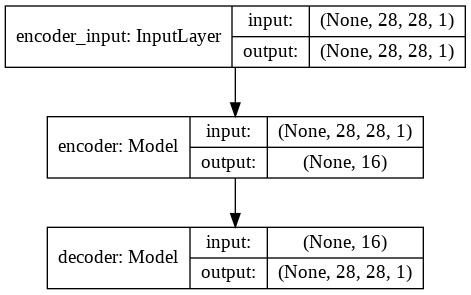 encoder_input: InputLayer
input: (None, 28, 28, 1)
output: (None, 28, 28, 1)
encoder: Model
input: (None, 28, 28, 1)
output: (None, 16)
decoder: Model
input: (None, 16)
output: (None, 28, 28, 1)